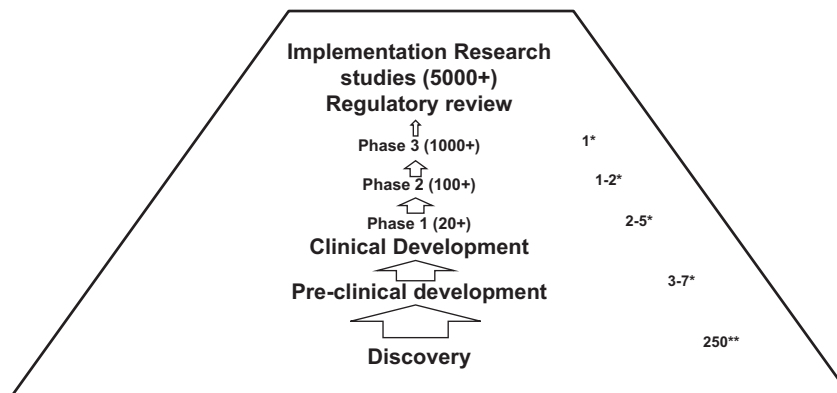 Implementation Research
studies (5000+)
Regulatory review
Phase 3 (1000+)
1*
Phase 2 (100+)
1-2*
Phase 1 (20+)
2-5*
Clinical Development
3-7*
Pre-clinical development
250**
Discovery